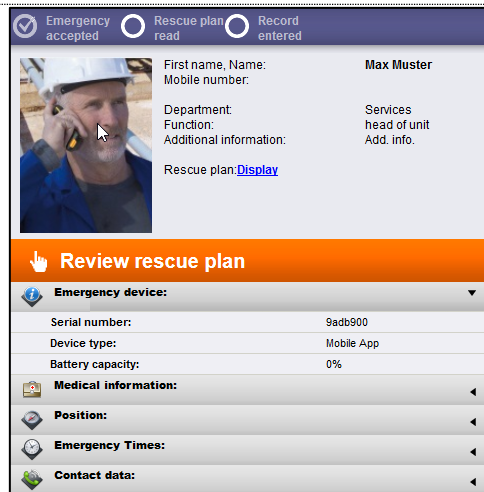 Emergency accepted
Rescue plan read
Record entered
First name, Name: Max Muster
Mobile number:
Department: Services
Function: head of unit
Additional information: Add. info.
Rescue plan:Display
Review rescue plan
Emergency device:
Serial number: 9adb900
Device type: Mobile App
Battery capacity: 0%
Medical information:
Position:
Emergency Times:
Contact data: